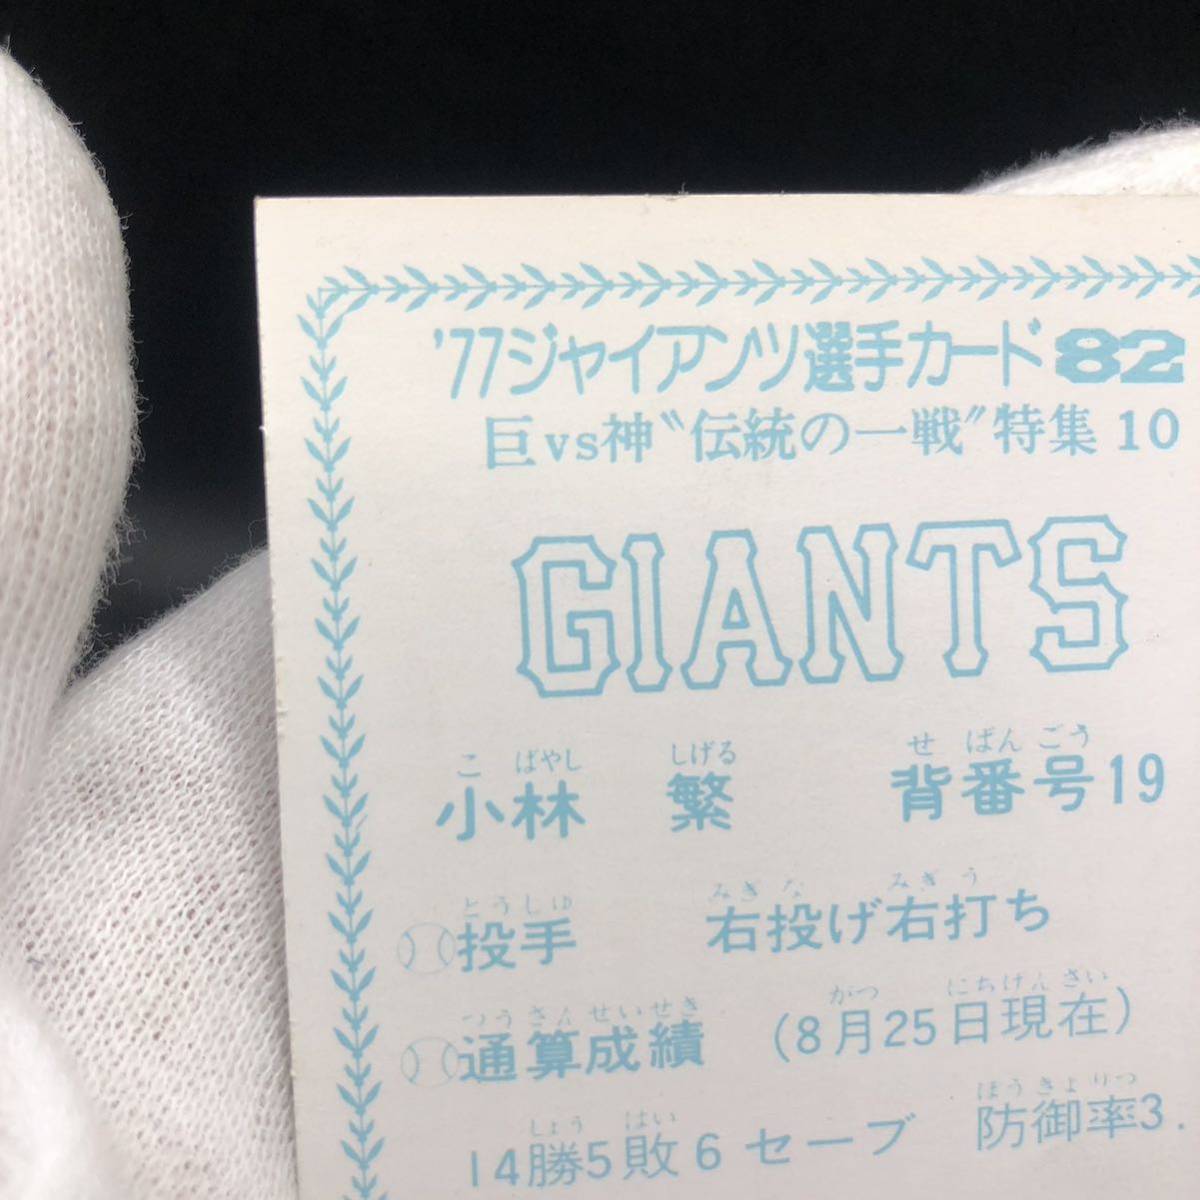 '77ジャイアンツ選手カード82
巨vs神〝伝統の一戦〟特集10
GIANTS
こ ばやし しげる せ ばん ごう
小林 繁 背番号19
とうしゅ みぎ な みぎ う
投手 右投げ右打ち
つうさんせいせき がつ にちげんざい
通算成績 (8月25日現在)
しょう はい ぼうぎょりつ
14勝5敗6セーブ 防御率3.